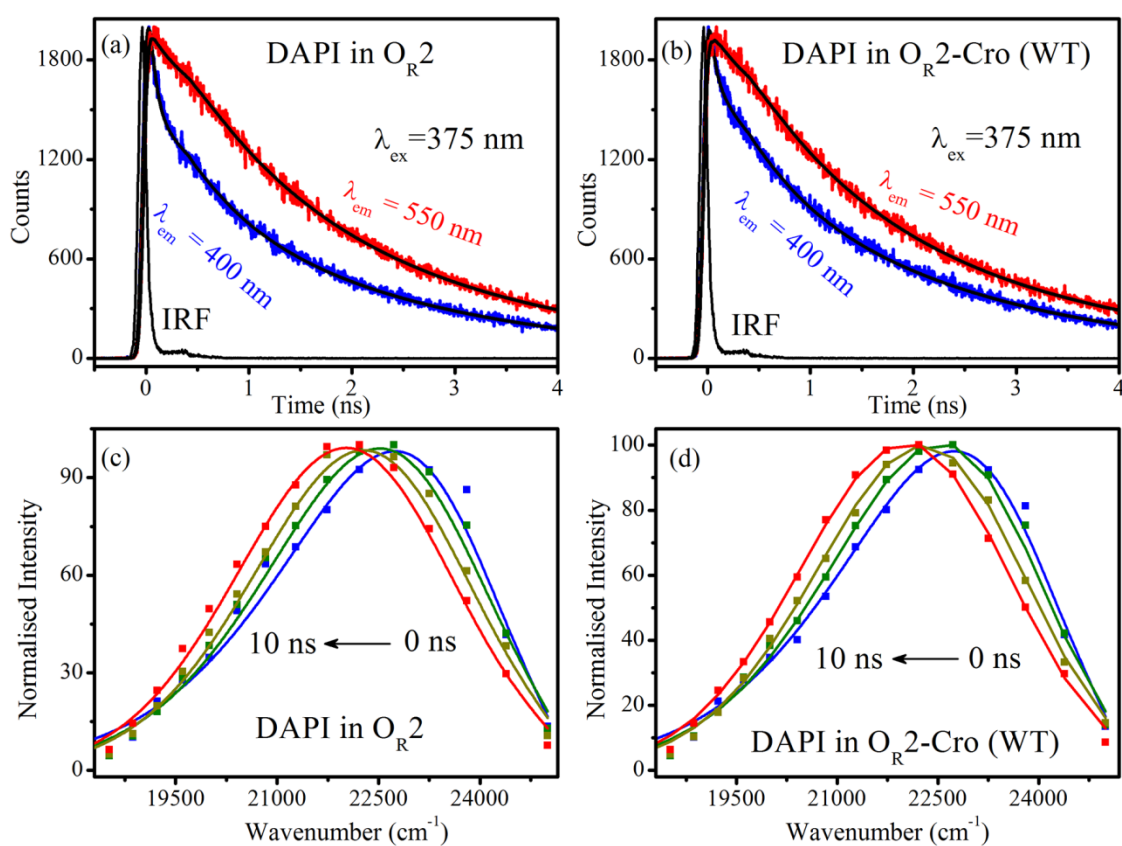 (a)
DAPI in O_R2
λ_ex=375 nm
λ_em = 550 nm
λ_em = 400 nm
IRF
Counts
1800
1200
600
0
0 1 2 3 4
Time (ns)
(b)
DAPI in O_R2-Cro (WT)
λ_ex=375 nm
λ_em = 550 nm
λ_em = 400 nm
IRF
Counts
1800
1200
600
0
0 1 2 3 4
Time (ns)
(c)
10 ns 0 ns
DAPI in O_R2
Normalised Intensity
90
60
30
0
19500 21000 22500 24000
Wavenumber (cm⁻¹)
(d)
10 ns 0 ns
DAPI in O_R2-Cro (WT)
Normalised Intensity
100
80
60
40
20
0
19500 21000 22500 24000
Wavenumber (cm⁻¹)